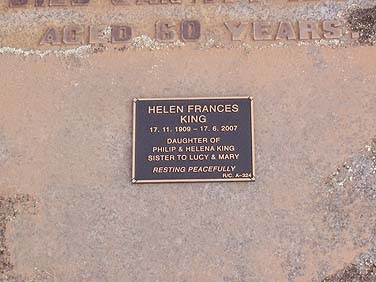 AGED 60 YEARS.
HELEN FRANCES
KING
17. 11. 1909 – 17. 6. 2007
DAUGHTER OF
PHILIP & HELENA KING
SISTER TO LUCY & MARY
RESTING PEACEFULLY
R/C. A-324